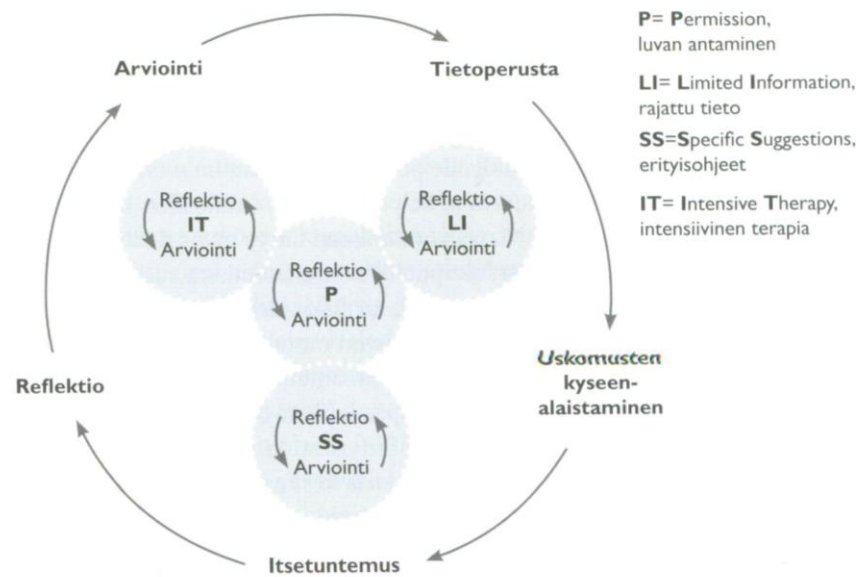 Arviointi
Tietoperusta
Uskomusten
kyseen-
alaistaminen
Itsetuntemus
Reflektio
Reflektio
IT
Arviointi
Reflektio
LI
Arviointi
Reflektio
P
Arviointi
Reflektio
SS
Arviointi
P= Permission,
luvan antaminen
LI= Limited Information,
rajattu tieto
SS=Specific Suggestions,
erityisohjeet
IT= Intensive Therapy,
intensiivinen terapia